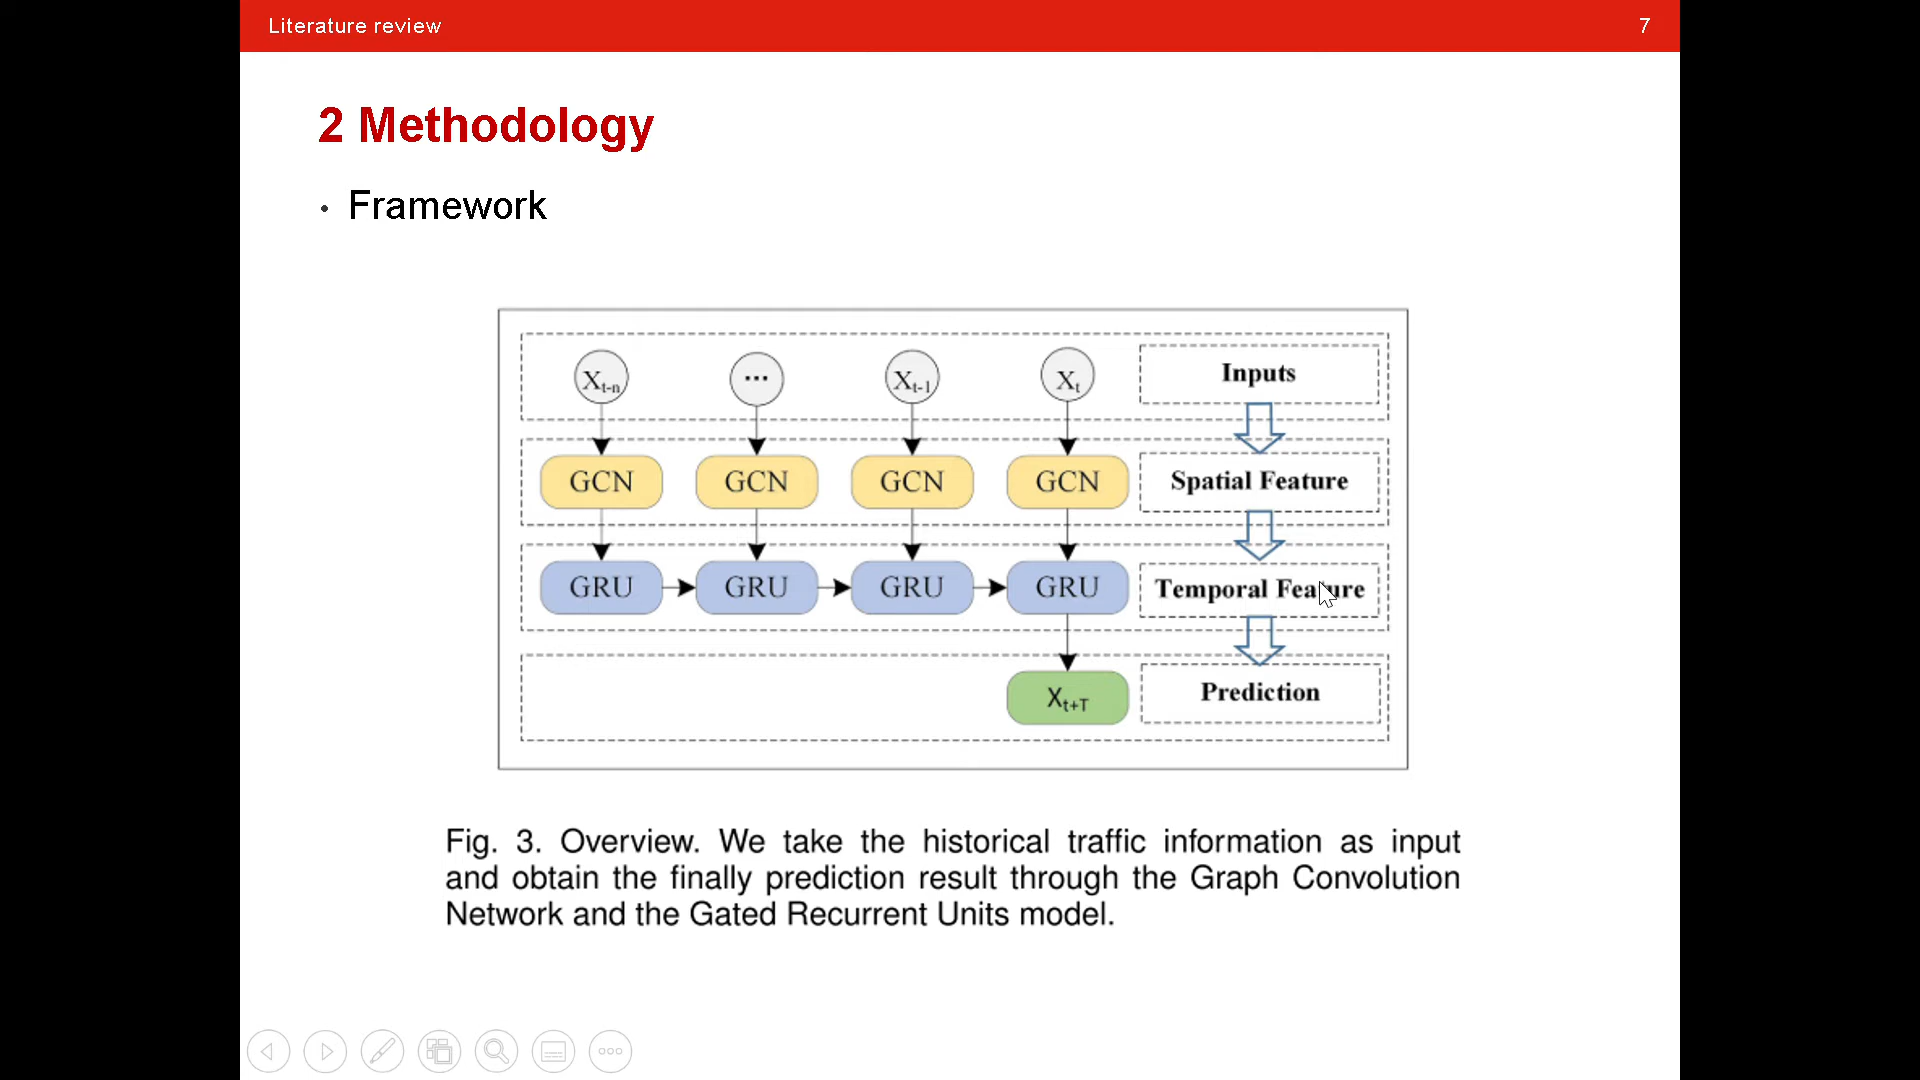 Literature review 7
2 Methodology
• Framework
Xt-n ... Xt-1 Xt Inputs
GCN GCN GCN GCN Spatial Feature
GRU GRU GRU GRU Temporal Feature
Xt+T Prediction
Fig. 3. Overview. We take the historical traffic information as input
and obtain the finally prediction result through the Graph Convolution
Network and the Gated Recurrent Units model.